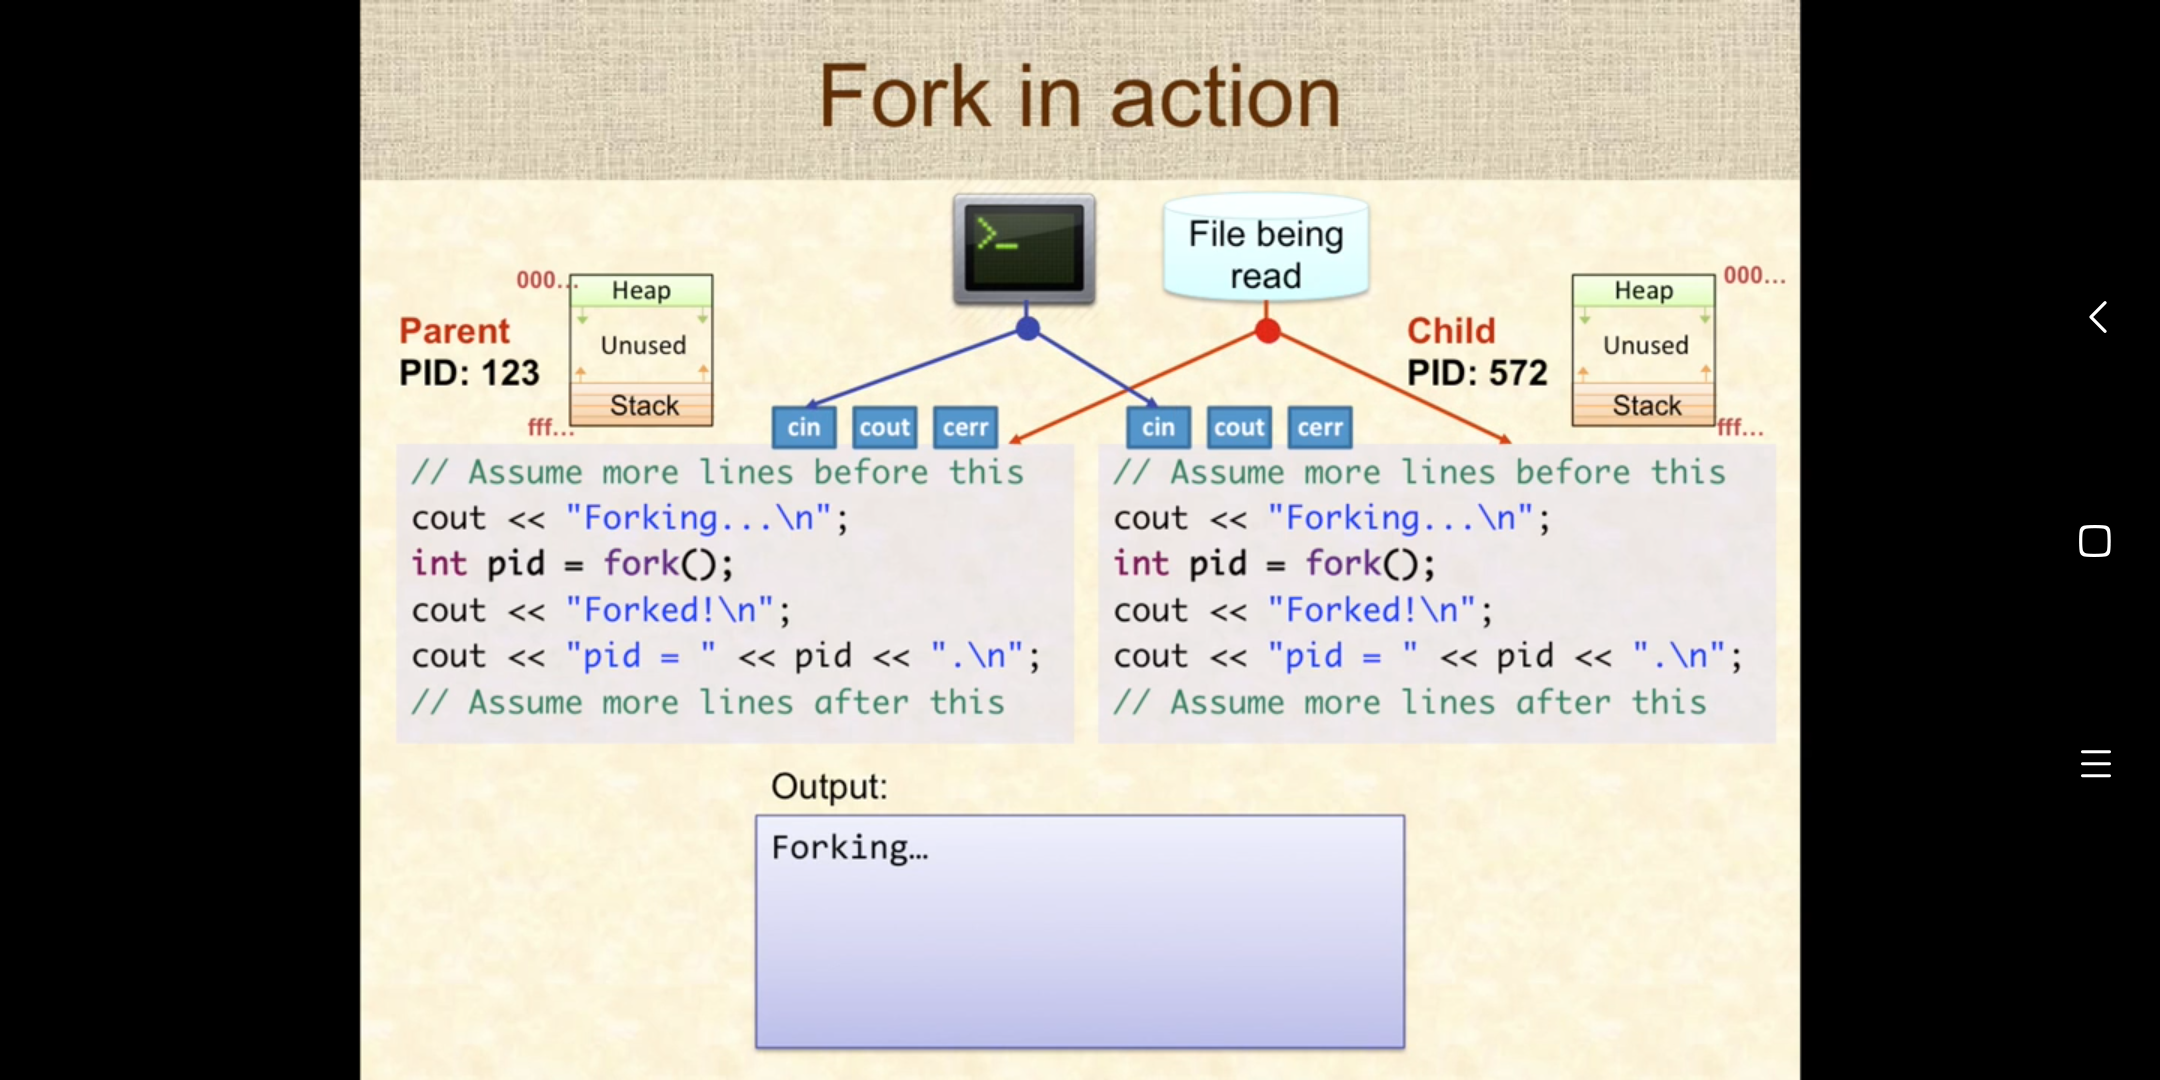 Fork in action
>_
File being
read
000...
Heap
Unused
Stack
fff...
Parent
PID: 123
Child
PID: 572
Heap
Unused
Stack
000...
fff...
cin cout cerr
cin cout cerr
// Assume more lines before this
cout << "Forking...\n";
int pid = fork();
cout << "Forked!\n";
cout << "pid = " << pid << ".\n";
// Assume more lines after this
// Assume more lines before this
cout << "Forking...\n";
int pid = fork();
cout << "Forked!\n";
cout << "pid = " << pid << ".\n";
// Assume more lines after this
Output:
Forking…